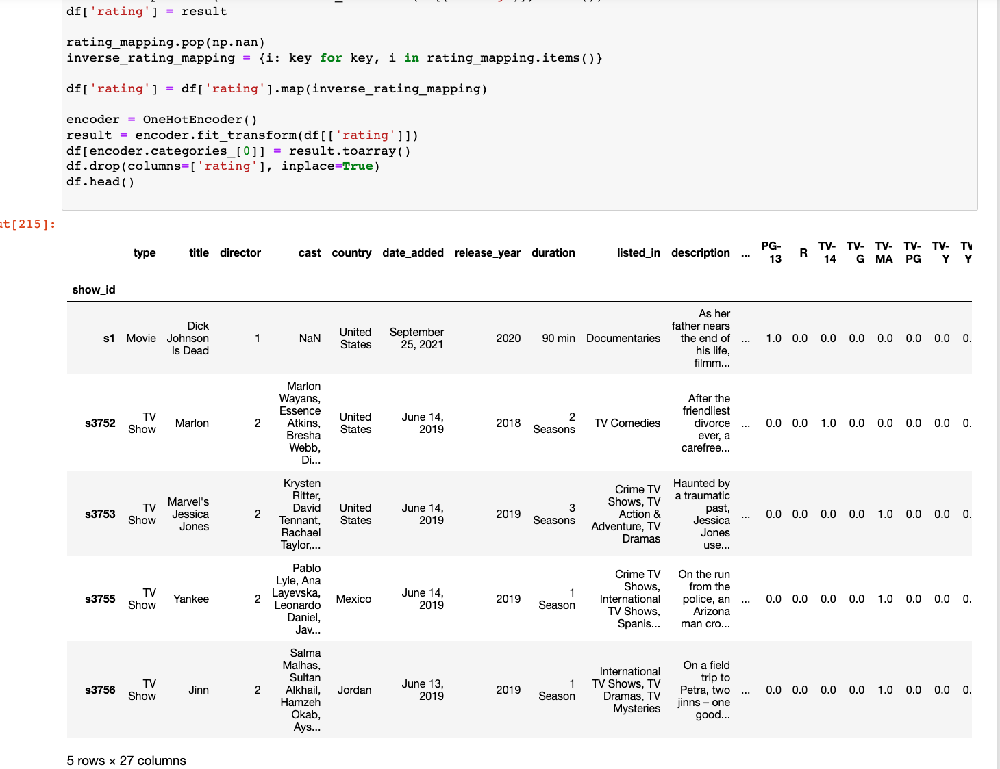 df['rating'] = result
rating_mapping.pop(np.nan)
inverse_rating_mapping = {i: key for key, i in rating_mapping.items()}
df['rating'] = df['rating'].map(inverse_rating_mapping)
encoder = OneHotEncoder()
result = encoder.fit_transform(df[['rating']])
df[encoder.categories_[0]] = result.toarray()
df.drop(columns=['rating'], inplace=True)
df.head()
ut[215]:
type title director cast country date_added release_year duration listed_in description ... PG-13 R TV-14 TV-G TV-MA TV-PG TV-Y TV Y
show_id
s1 Movie Dick Johnson Is Dead 1 NaN United States September 25, 2021 2020 90 min Documentaries As her father nears the end of his life, filmm... ... 1.0 0.0 0.0 0.0 0.0 0.0 0.0 0.
s3752 TV Show Marlon 2 Marlon Wayans, Essence Atkins, Bresha Webb, Di... United States June 14, 2019 2018 2 Seasons TV Comedies After the friendliest divorce ever, a carefree... ... 0.0 0.0 1.0 0.0 0.0 0.0 0.0 0.
s3753 TV Show Marvel's Jessica Jones 2 Krysten Ritter, David Tennant, Rachael Taylor,... United States June 14, 2019 2019 3 Seasons Crime TV Shows, TV Action & Adventure, TV Dramas Haunted by a traumatic past, Jessica Jones use... ... 0.0 0.0 0.0 0.0 1.0 0.0 0.0 0.
s3755 TV Show Yankee 2 Pablo Lyle, Ana Layevska, Leonardo Daniel, Jav... Mexico June 14, 2019 2019 1 Season Crime TV Shows, International TV Shows, Spanis... On the run from the police, an Arizona man cro... ... 0.0 0.0 0.0 0.0 1.0 0.0 0.0 0.
s3756 TV Show Jinn 2 Salma Malhas, Sultan Alkhail, Hamzeh Okab, Ays... Jordan June 13, 2019 2019 1 Season International TV Shows, TV Dramas, TV Mysteries On a field trip to Petra, two jinns – one good... ... 0.0 0.0 0.0 0.0 1.0 0.0 0.0 0.
5 rows × 27 columns